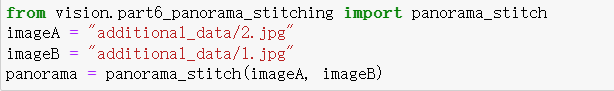 from vision.part6_panorama_stitching import panorama_stitch
imageA = "additional_data/2.jpg"
imageB = "additional_data/1.jpg"
panorama = panorama_stitch(imageA, imageB)